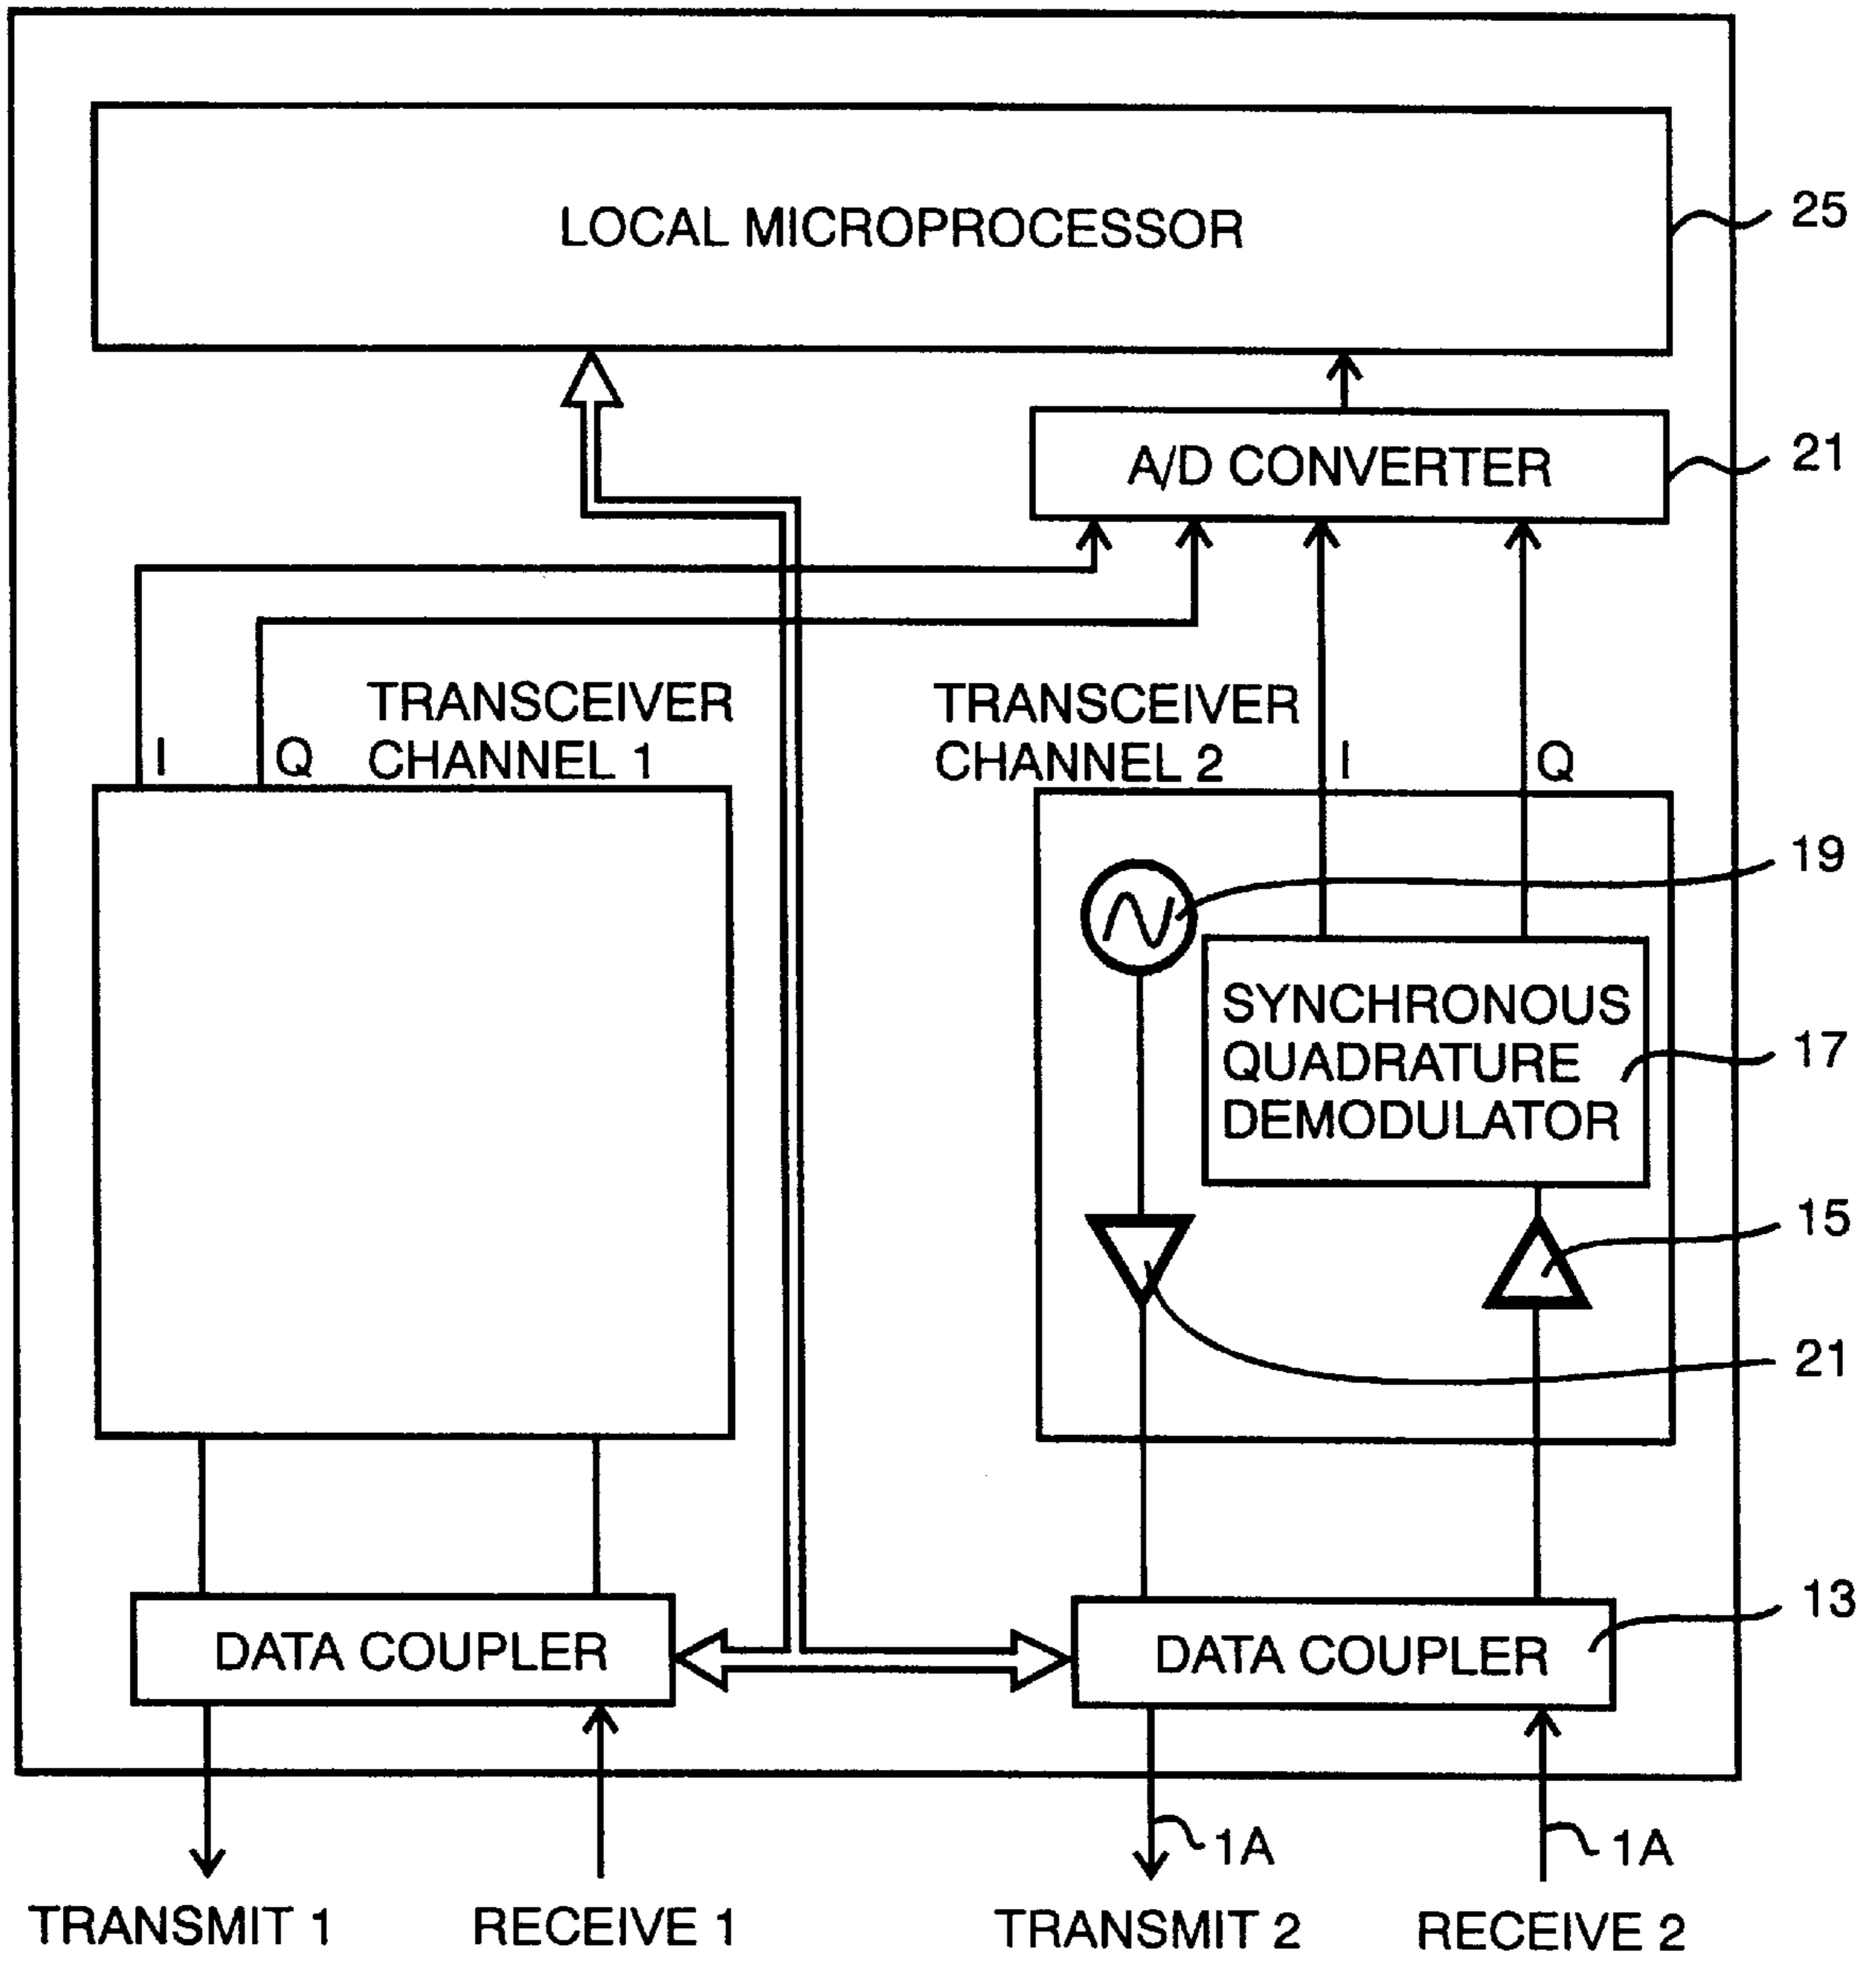 LOCAL MICROPROCESSOR
25
A/D CONVERTER
21
TRANSCEIVER
CHANNEL 1
I
Q
TRANSCEIVER
CHANNEL 2
I
Q
19
SYNCHRONOUS
QUADRATURE
DEMODULATOR
17
15
21
DATA COUPLER
DATA COUPLER
13
1A
1A
TRANSMIT 1
RECEIVE 1
TRANSMIT 2
RECEIVE 2